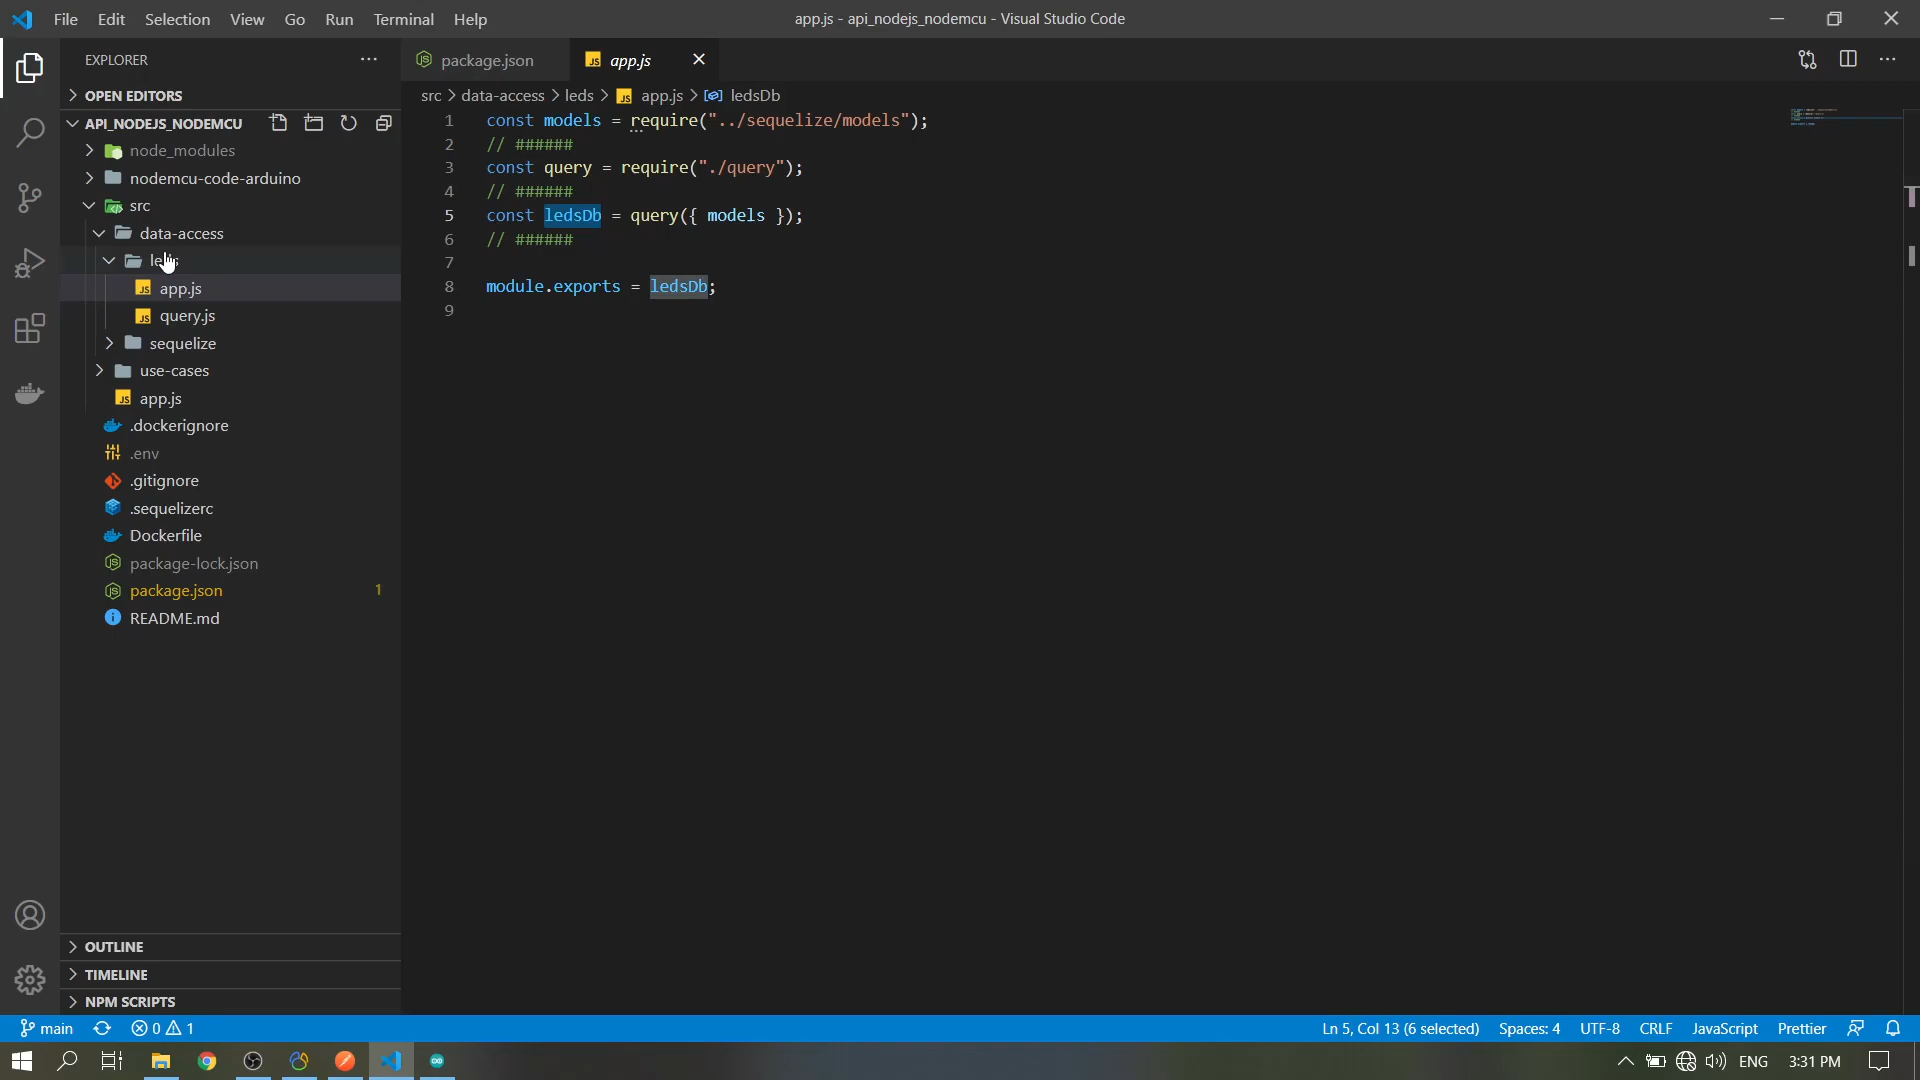 File Edit Selection View Go Run Terminal Help
app.js - api_nodejs_nodemcu - Visual Studio Code
EXPLORER
OPEN EDITORS
API_NODEJS_NODEMCU
node_modules
nodemcu-code-arduino
src
data-access
leds
app.js
query.js
sequelize
use-cases
app.js
.dockerignore
.env
.gitignore
.sequelizerc
Dockerfile
package-lock.json
package.json 1
README.md
OUTLINE
TIMELINE
NPM SCRIPTS
package.json
app.js
src > data-access > leds > app.js > ledsDb
1 const models = require("../sequelize/models");
2 // ######
3 const query = require("./query");
4 // ######
5 const ledsDb = query({ models });
6 // ######
7
8 module.exports = ledsDb;
9
main 0 1 Ln 5, Col 13 (6 selected) Spaces: 4 UTF-8 CRLF JavaScript Prettier
ENG 3:31 PM